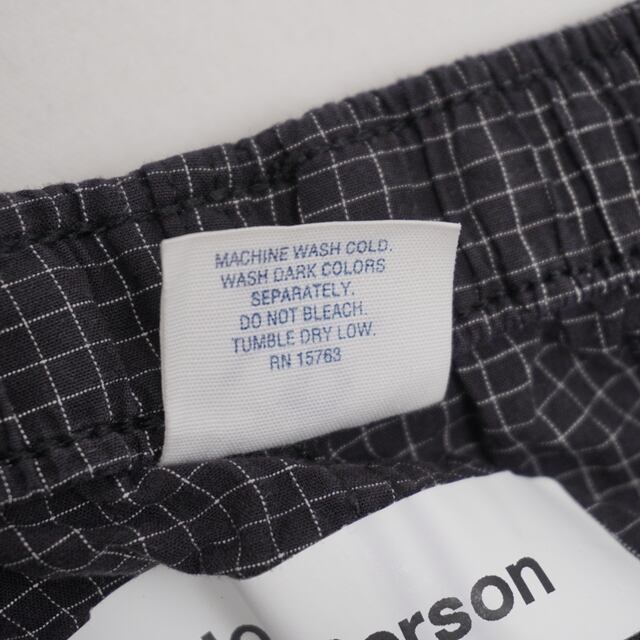 MACHINE WASH COLD.
WASH DARK COLORS
SEPARATELY.
DO NOT BLEACH.
TUMBLE DRY LOW.
RN 15763